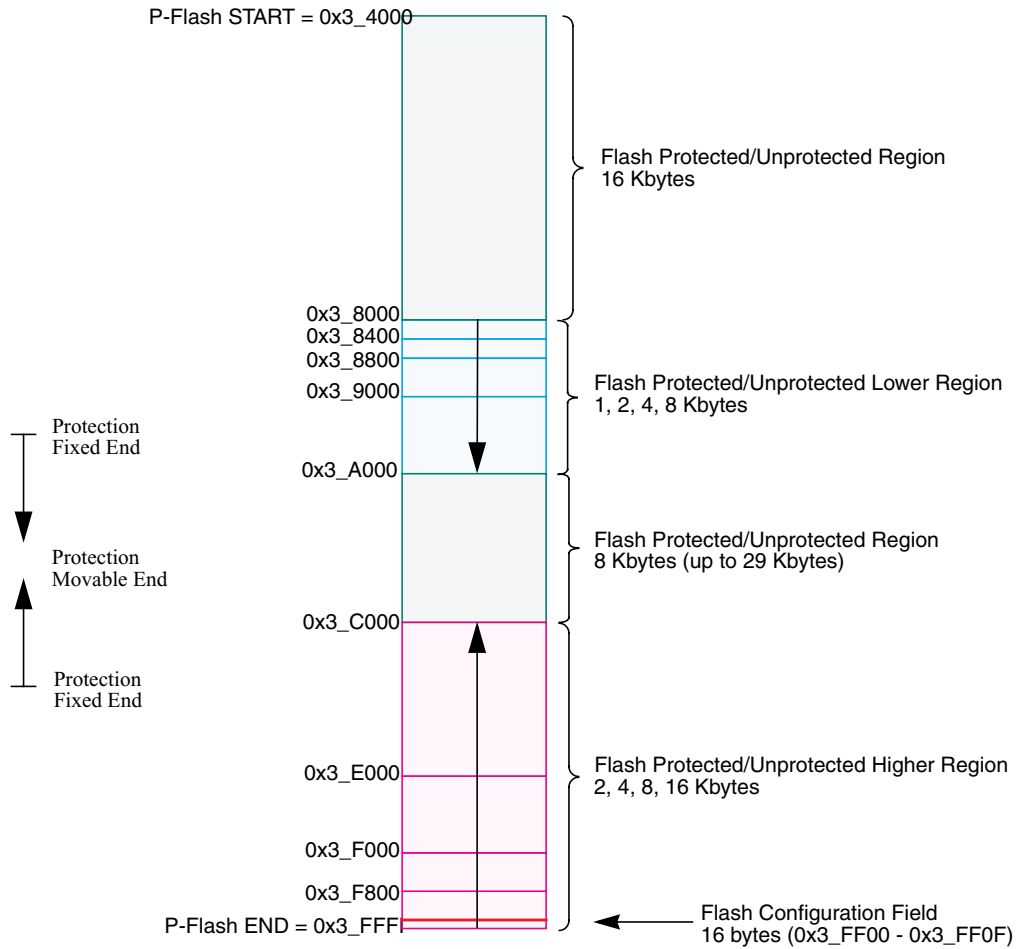 P-Flash START = 0x3_4000
Flash Protected/Unprotected Region
16 Kbytes
0x3_8000
0x3_8400
0x3_8800
0x3_9000
Flash Protected/Unprotected Lower Region
1, 2, 4, 8 Kbytes
Protection
Fixed End
0x3_A000
Protection
Movable End
Flash Protected/Unprotected Region
8 Kbytes (up to 29 Kbytes)
0x3_C000
Protection
Fixed End
0x3_E000
Flash Protected/Unprotected Higher Region
2, 4, 8, 16 Kbytes
0x3_F000
0x3_F800
P-Flash END = 0x3_FFFF
Flash Configuration Field
16 bytes (0x3_FF00 - 0x3_FF0F)